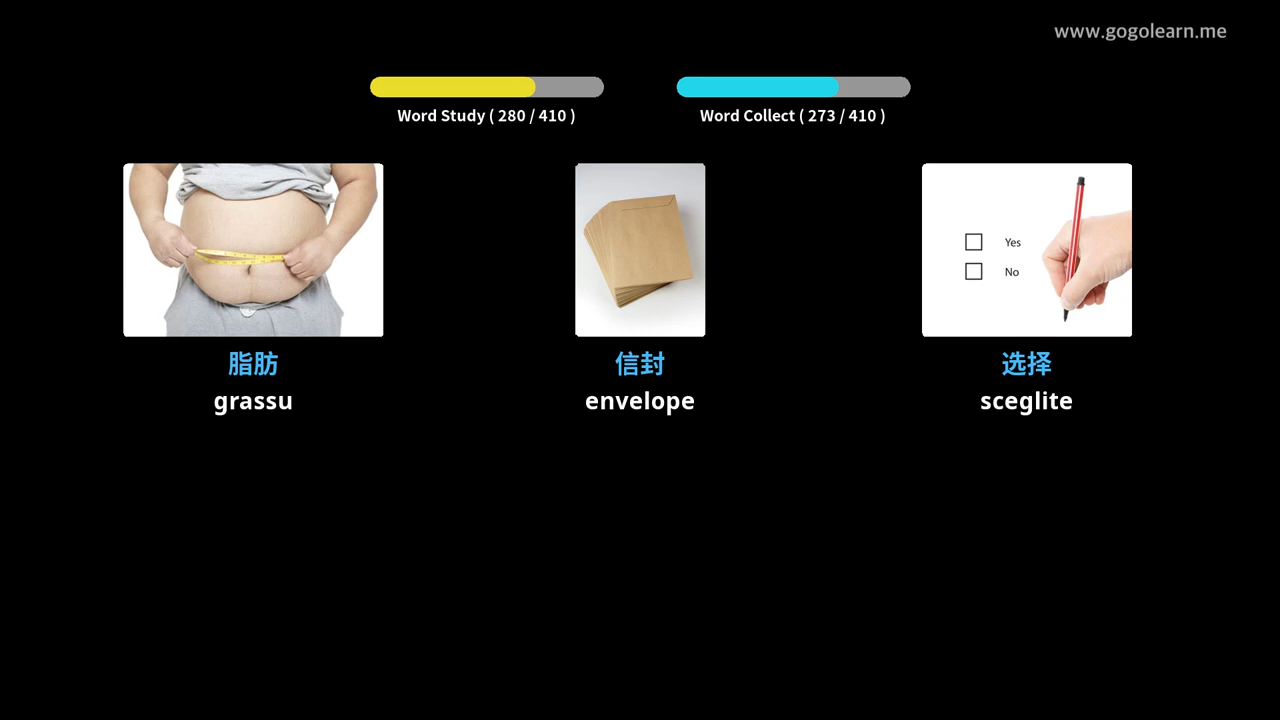 www.gogolearn.me
Word Study ( 280 / 410 )
Word Collect ( 273 / 410 )
Yes
No
脂肪
信封
选择
grassu
envelope
sceglite